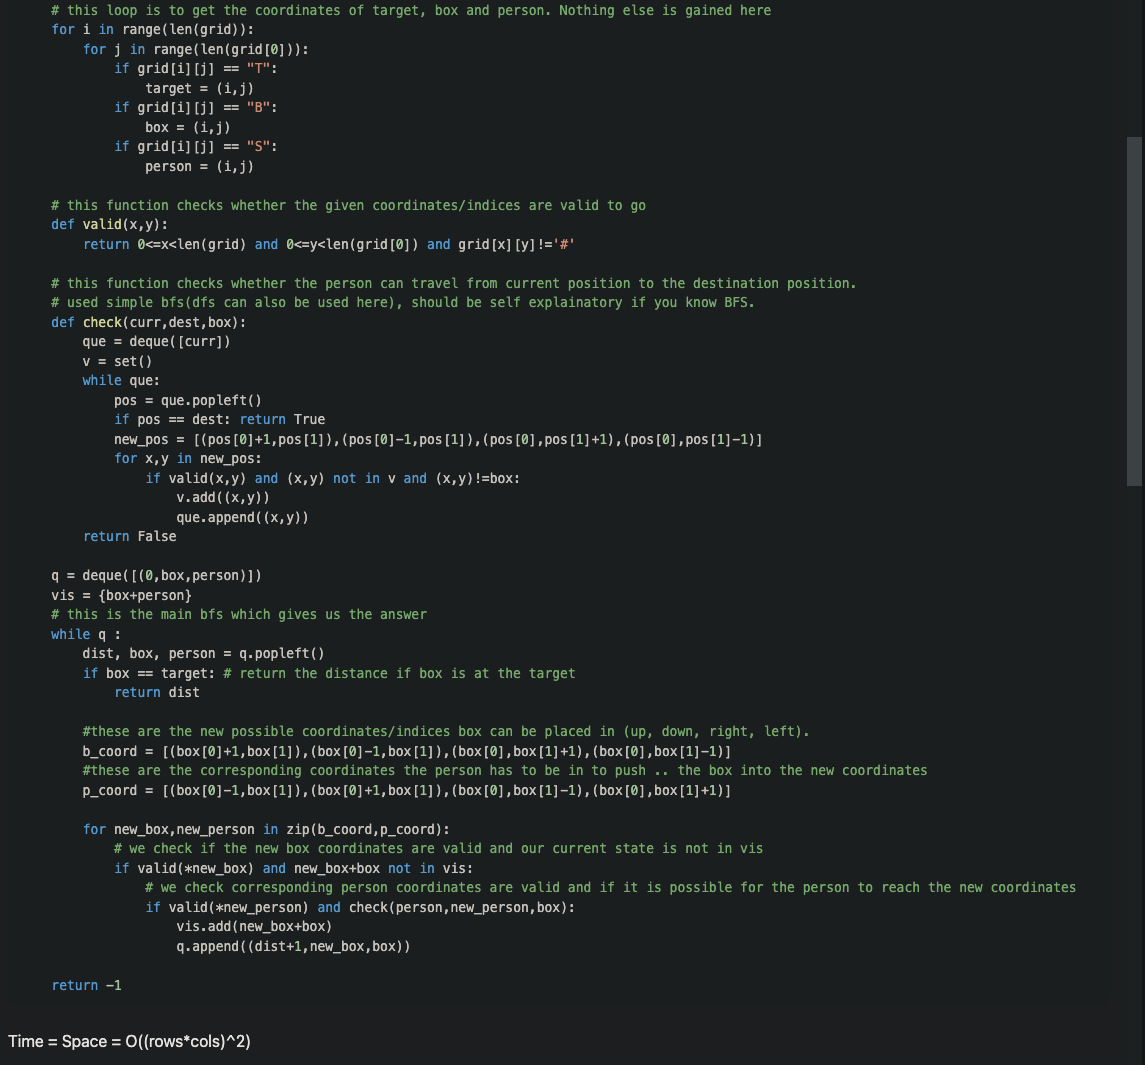 # this loop is to get the coordinates of target, box and person. Nothing else is gained here
for i in range(len(grid)):
    for j in range(len(grid[0])):
        if grid[i][j] == "T":
            target = (i,j)
        if grid[i][j] == "B":
            box = (i,j)
        if grid[i][j] == "S":
            person = (i,j)

# this function checks whether the given coordinates/indices are valid to go
def valid(x,y):
    return 0<=x<len(grid) and 0<=y<len(grid[0]) and grid[x][y]!='#'

# this function checks whether the person can travel from current position to the destination position.
# used simple bfs(dfs can also be used here), should be self explainatory if you know BFS.
def check(curr,dest,box):
    que = deque([curr])
    v = set()
    while que:
        pos = que.popleft()
        if pos == dest: return True
        new_pos = [(pos[0]+1,pos[1]),(pos[0]-1,pos[1]),(pos[0],pos[1]+1),(pos[0],pos[1]-1)]
        for x,y in new_pos:
            if valid(x,y) and (x,y) not in v and (x,y)!=box:
                v.add((x,y))
                que.append((x,y))
    return False

q = deque([(0,box,person)])
vis = {box+person}
# this is the main bfs which gives us the answer
while q :
    dist, box, person = q.popleft()
    if box == target: # return the distance if box is at the target
        return dist

    #these are the new possible coordinates/indices box can be placed in (up, down, right, left).
    b_coord = [(box[0]+1,box[1]),(box[0]-1,box[1]),(box[0],box[1]+1),(box[0],box[1]-1)]
    #these are the corresponding coordinates the person has to be in to push .. the box into the new coordinates
    p_coord = [(box[0]-1,box[1]),(box[0]+1,box[1]),(box[0],box[1]-1),(box[0],box[1]+1)]

    for new_box,new_person in zip(b_coord,p_coord):
        # we check if the new box coordinates are valid and our current state is not in vis
        if valid(*new_box) and new_box+box not in vis:
            # we check corresponding person coordinates are valid and if it is possible for the person to reach the new coordinates
            if valid(*new_person) and check(person,new_person,box):
                vis.add(new_box+box)
                q.append((dist+1,new_box,box))

return -1

Time = Space = O((rows*cols)^2)